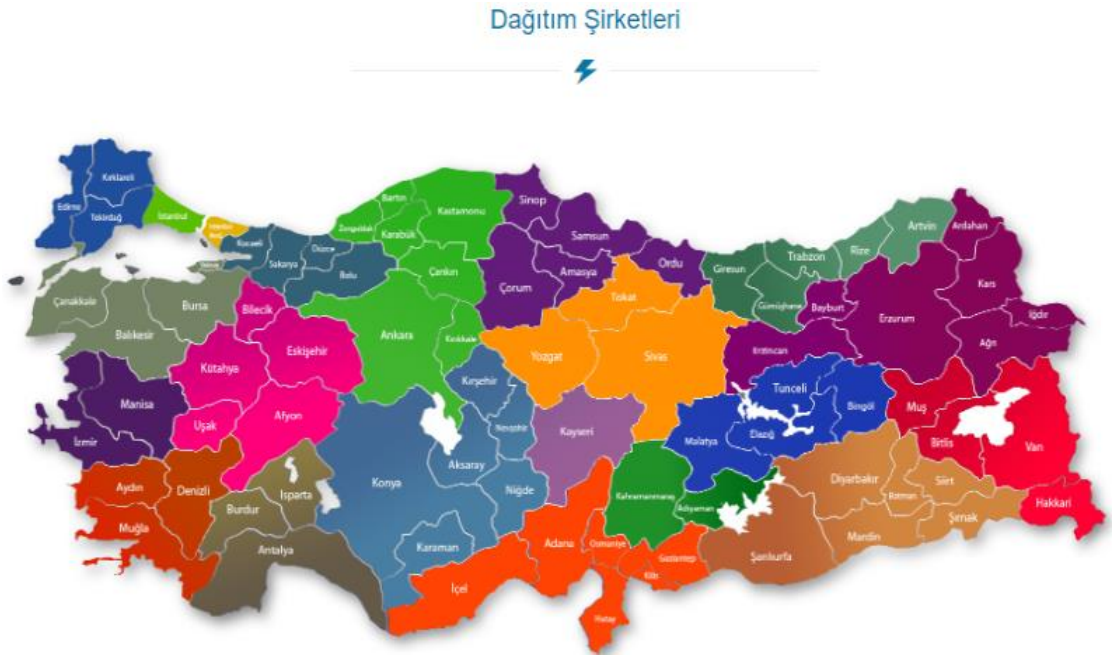 Dağıtım Şirketleri
Kırklareli
Edirne
Tekirdağ
İstanbul
Kocaeli
Sakarya
Düzce
Bolu
Zonguldak
Bartın
Karabük
Kastamonu
Çankırı
Ankara
Kırıkkale
Sinop
Samsun
Çorum
Amasya
Ordu
Tokat
Yozgat
Sivas
Giresun
Trabzon
Gümüşhane
Rize
Artvin
Ardahan
Kars
Iğdır
Ağrı
Erzurum
Bayburt
Erzincan
Çanakkale
Balıkesir
Bursa
Bilecik
Kütahya
Eskişehir
Uşak
Afyon
Manisa
İzmir
Aydın
Denizli
Muğla
Burdur
Isparta
Antalya
Konya
Kırşehir
Nevşehir
Aksaray
Niğde
Karaman
Kayseri
İçel
Adana
Osmaniye
Hatay
Kilis
Gaziantep
Kahramanmaraş
Adıyaman
Malatya
Elazığ
Tunceli
Bingöl
Muş
Bitlis
Van
Hakkari
Diyarbakır
Batman
Siirt
Şırnak
Mardin
Şanlıurfa